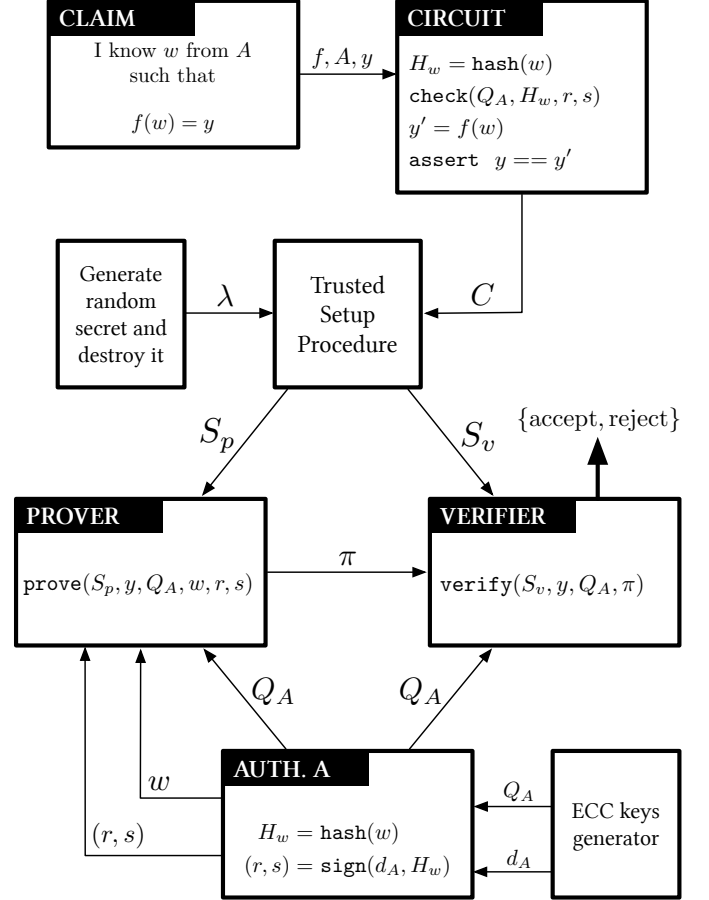 CLAIM
I know w from A
such that
f(w) = y
f, A, y
CIRCUIT
H_w = hash(w)
check(Q_A, H_w, r, s)
y′ = f(w)
assert y == y′
Generate
random
secret and
destroy it
λ
Trusted
Setup
Procedure
C
S_p
S_v
{accept, reject}
PROVER
prove(S_p, y, Q_A, w, r, s)
π
VERIFIER
verify(S_v, y, Q_A, π)
Q_A
Q_A
w
(r, s)
AUTH. A
H_w = hash(w)
(r, s) = sign(d_A, H_w)
Q_A
d_A
ECC keys
generator